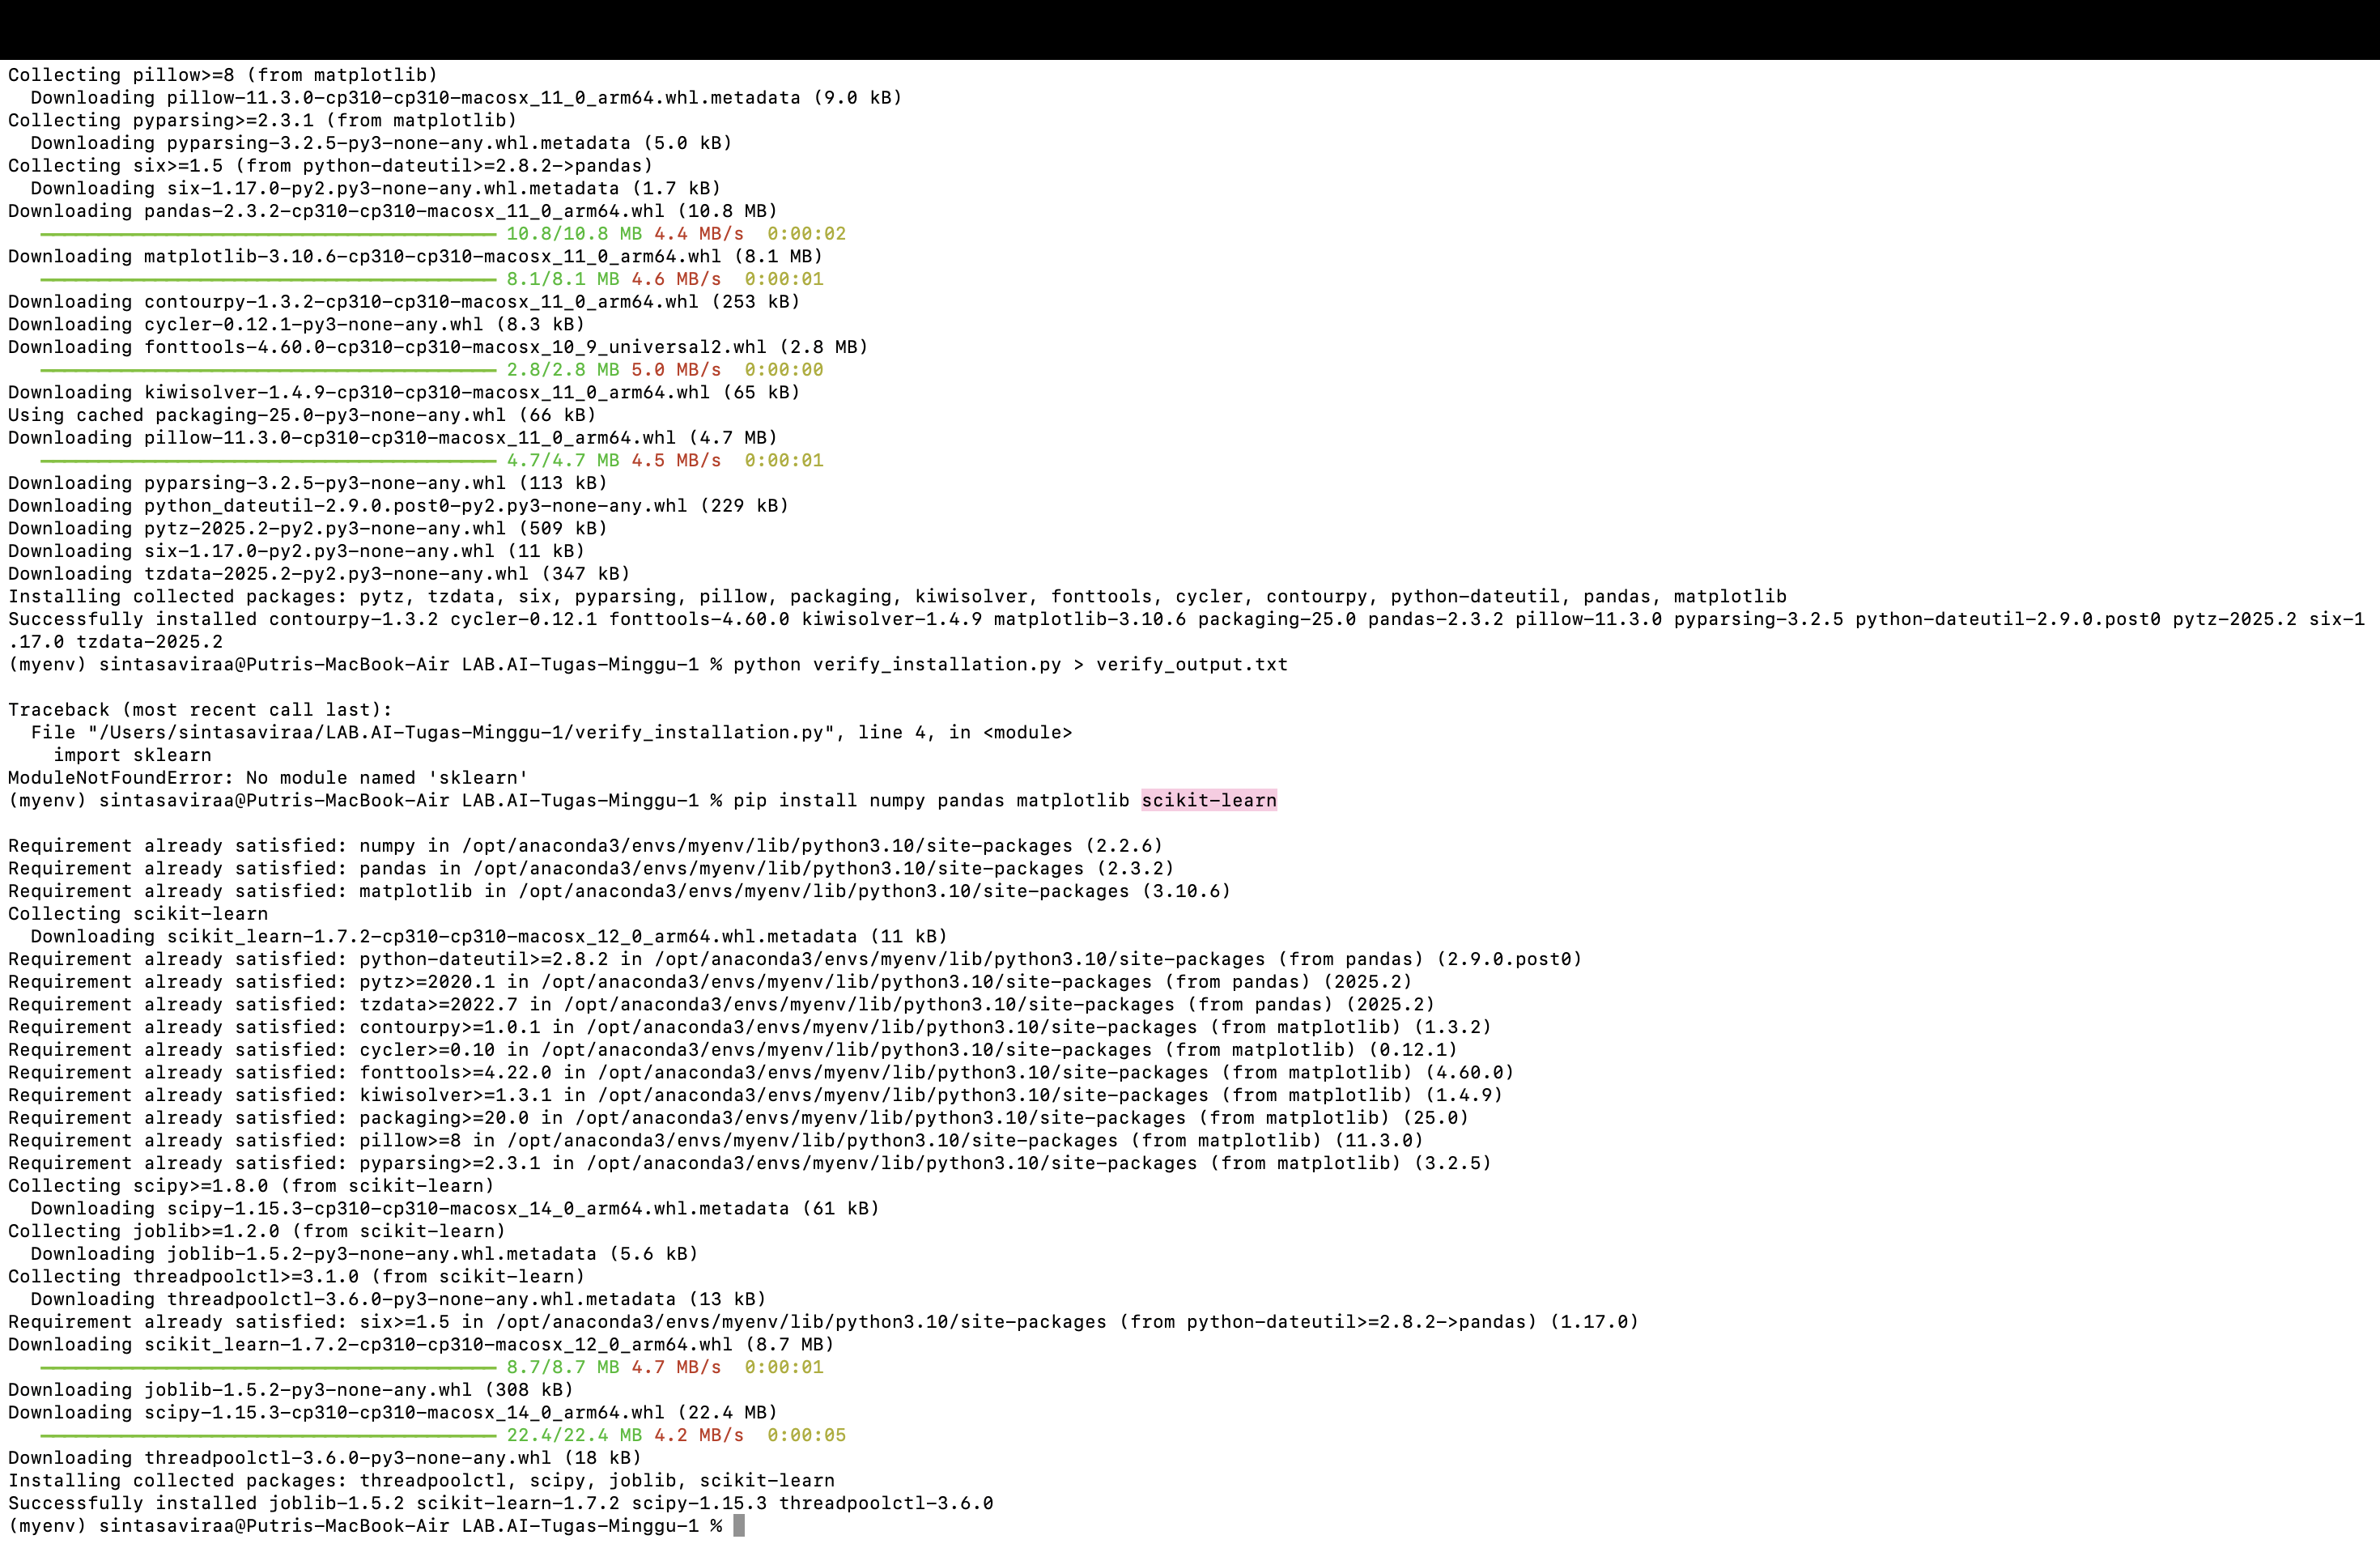 Collecting pillow>=8 (from matplotlib)
  Downloading pillow-11.3.0-cp310-cp310-macosx_11_0_arm64.whl.metadata (9.0 kB)
Collecting pyparsing>=2.3.1 (from matplotlib)
  Downloading pyparsing-3.2.5-py3-none-any.whl.metadata (5.0 kB)
Collecting six>=1.5 (from python-dateutil>=2.8.2->pandas)
  Downloading six-1.17.0-py2.py3-none-any.whl.metadata (1.7 kB)
Downloading pandas-2.3.2-cp310-cp310-macosx_11_0_arm64.whl (10.8 MB)
10.8/10.8 MB 4.4 MB/s  0:00:02
Downloading matplotlib-3.10.6-cp310-cp310-macosx_11_0_arm64.whl (8.1 MB)
8.1/8.1 MB 4.6 MB/s  0:00:01
Downloading contourpy-1.3.2-cp310-cp310-macosx_11_0_arm64.whl (253 kB)
Downloading cycler-0.12.1-py3-none-any.whl (8.3 kB)
Downloading fonttools-4.60.0-cp310-cp310-macosx_10_9_universal2.whl (2.8 MB)
2.8/2.8 MB 5.0 MB/s  0:00:00
Downloading kiwisolver-1.4.9-cp310-cp310-macosx_11_0_arm64.whl (65 kB)
Using cached packaging-25.0-py3-none-any.whl (66 kB)
Downloading pillow-11.3.0-cp310-cp310-macosx_11_0_arm64.whl (4.7 MB)
4.7/4.7 MB 4.5 MB/s  0:00:01
Downloading pyparsing-3.2.5-py3-none-any.whl (113 kB)
Downloading python_dateutil-2.9.0.post0-py2.py3-none-any.whl (229 kB)
Downloading pytz-2025.2-py2.py3-none-any.whl (509 kB)
Downloading six-1.17.0-py2.py3-none-any.whl (11 kB)
Downloading tzdata-2025.2-py2.py3-none-any.whl (347 kB)
Installing collected packages: pytz, tzdata, six, pyparsing, pillow, packaging, kiwisolver, fonttools, cycler, contourpy, python-dateutil, pandas, matplotlib
Successfully installed contourpy-1.3.2 cycler-0.12.1 fonttools-4.60.0 kiwisolver-1.4.9 matplotlib-3.10.6 packaging-25.0 pandas-2.3.2 pillow-11.3.0 pyparsing-3.2.5 python-dateutil-2.9.0.post0 pytz-2025.2 six-1
.17.0 tzdata-2025.2
(myenv) sintasaviraa@Putris-MacBook-Air LAB.AI-Tugas-Minggu-1 % python verify_installation.py > verify_output.txt
Traceback (most recent call last):
  File "/Users/sintasaviraa/LAB.AI-Tugas-Minggu-1/verify_installation.py", line 4, in <module>
    import sklearn
ModuleNotFoundError: No module named 'sklearn'
(myenv) sintasaviraa@Putris-MacBook-Air LAB.AI-Tugas-Minggu-1 % pip install numpy pandas matplotlib scikit-learn
Requirement already satisfied: numpy in /opt/anaconda3/envs/myenv/lib/python3.10/site-packages (2.2.6)
Requirement already satisfied: pandas in /opt/anaconda3/envs/myenv/lib/python3.10/site-packages (2.3.2)
Requirement already satisfied: matplotlib in /opt/anaconda3/envs/myenv/lib/python3.10/site-packages (3.10.6)
Collecting scikit-learn
  Downloading scikit_learn-1.7.2-cp310-cp310-macosx_12_0_arm64.whl.metadata (11 kB)
Requirement already satisfied: python-dateutil>=2.8.2 in /opt/anaconda3/envs/myenv/lib/python3.10/site-packages (from pandas) (2.9.0.post0)
Requirement already satisfied: pytz>=2020.1 in /opt/anaconda3/envs/myenv/lib/python3.10/site-packages (from pandas) (2025.2)
Requirement already satisfied: tzdata>=2022.7 in /opt/anaconda3/envs/myenv/lib/python3.10/site-packages (from pandas) (2025.2)
Requirement already satisfied: contourpy>=1.0.1 in /opt/anaconda3/envs/myenv/lib/python3.10/site-packages (from matplotlib) (1.3.2)
Requirement already satisfied: cycler>=0.10 in /opt/anaconda3/envs/myenv/lib/python3.10/site-packages (from matplotlib) (0.12.1)
Requirement already satisfied: fonttools>=4.22.0 in /opt/anaconda3/envs/myenv/lib/python3.10/site-packages (from matplotlib) (4.60.0)
Requirement already satisfied: kiwisolver>=1.3.1 in /opt/anaconda3/envs/myenv/lib/python3.10/site-packages (from matplotlib) (1.4.9)
Requirement already satisfied: packaging>=20.0 in /opt/anaconda3/envs/myenv/lib/python3.10/site-packages (from matplotlib) (25.0)
Requirement already satisfied: pillow>=8 in /opt/anaconda3/envs/myenv/lib/python3.10/site-packages (from matplotlib) (11.3.0)
Requirement already satisfied: pyparsing>=2.3.1 in /opt/anaconda3/envs/myenv/lib/python3.10/site-packages (from matplotlib) (3.2.5)
Collecting scipy>=1.8.0 (from scikit-learn)
  Downloading scipy-1.15.3-cp310-cp310-macosx_14_0_arm64.whl.metadata (61 kB)
Collecting joblib>=1.2.0 (from scikit-learn)
  Downloading joblib-1.5.2-py3-none-any.whl.metadata (5.6 kB)
Collecting threadpoolctl>=3.1.0 (from scikit-learn)
  Downloading threadpoolctl-3.6.0-py3-none-any.whl.metadata (13 kB)
Requirement already satisfied: six>=1.5 in /opt/anaconda3/envs/myenv/lib/python3.10/site-packages (from python-dateutil>=2.8.2->pandas) (1.17.0)
Downloading scikit_learn-1.7.2-cp310-cp310-macosx_12_0_arm64.whl (8.7 MB)
8.7/8.7 MB 4.7 MB/s  0:00:01
Downloading joblib-1.5.2-py3-none-any.whl (308 kB)
Downloading scipy-1.15.3-cp310-cp310-macosx_14_0_arm64.whl (22.4 MB)
22.4/22.4 MB 4.2 MB/s  0:00:05
Downloading threadpoolctl-3.6.0-py3-none-any.whl (18 kB)
Installing collected packages: threadpoolctl, scipy, joblib, scikit-learn
Successfully installed joblib-1.5.2 scikit-learn-1.7.2 scipy-1.15.3 threadpoolctl-3.6.0
(myenv) sintasaviraa@Putris-MacBook-Air LAB.AI-Tugas-Minggu-1 %